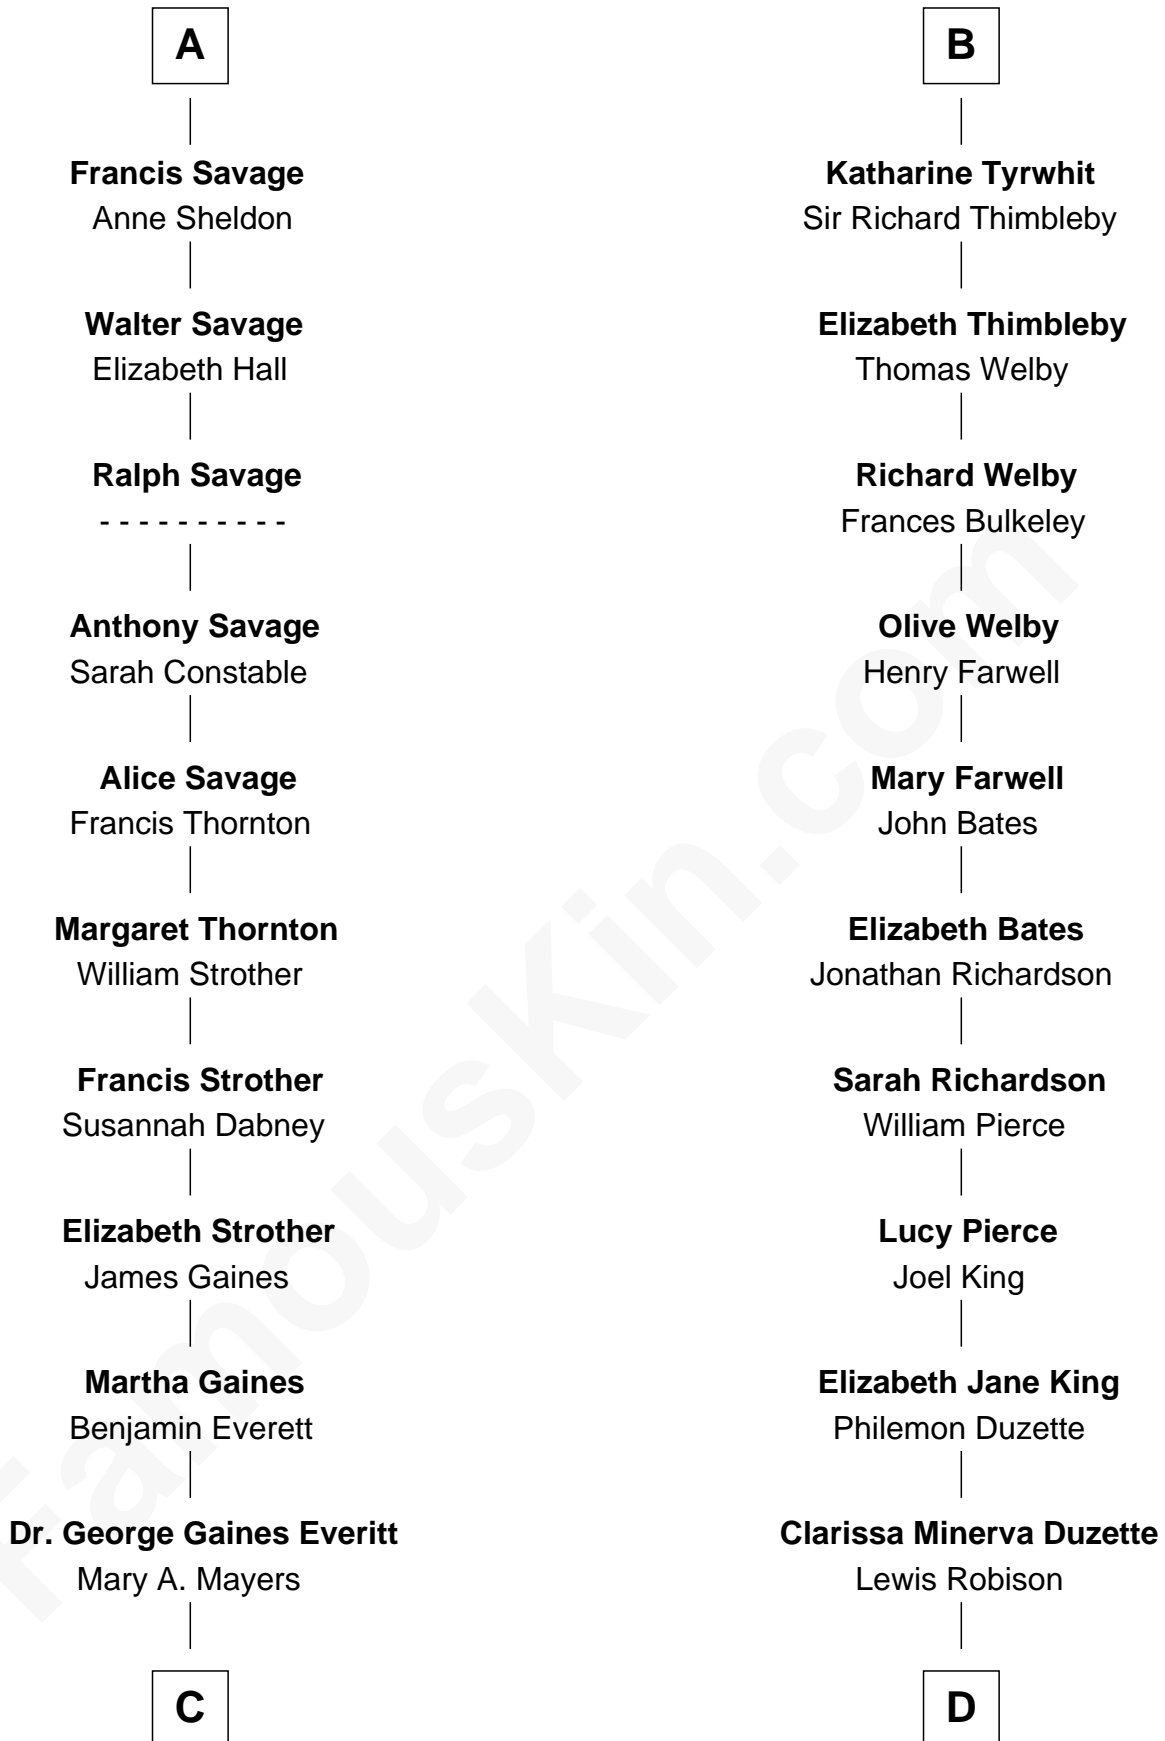 A
Francis Savage
Anne Sheldon
Walter Savage
Elizabeth Hall
Ralph Savage
- - - - - - - - - -
Anthony Savage
Sarah Constable
Alice Savage
Francis Thornton
Margaret Thornton
William Strother
Francis Strother
Susannah Dabney
Elizabeth Strother
James Gaines
Martha Gaines
Benjamin Everett
Dr. George Gaines Everitt
Mary A. Mayers
C
B
Katharine Tyrwhit
Sir Richard Thimbleby
Elizabeth Thimbleby
Thomas Welby
Richard Welby
Frances Bulkeley
Olive Welby
Henry Farwell
Mary Farwell
John Bates
Elizabeth Bates
Jonathan Richardson
Sarah Richardson
William Pierce
Lucy Pierce
Joel King
Elizabeth Jane King
Philemon Duzette
Clarissa Minerva Duzette
Lewis Robison
D
FamousKin.com